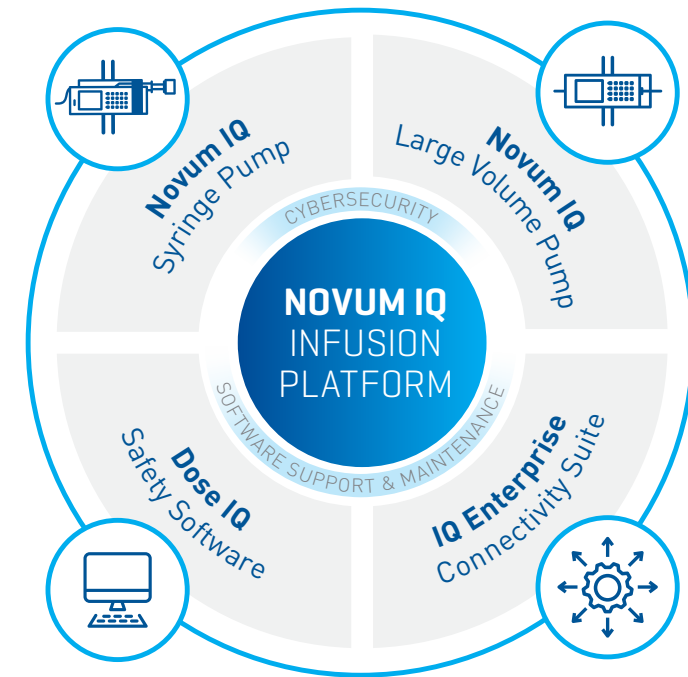 Novum IQ
Syringe Pump
Novum IQ
Large Volume Pump
CYBERSECURITY
NOVUM IQ
INFUSION
PLATFORM
SOFTWARE SUPPORT & MAINTENANCE
Dose IQ
Safety Software
IQ Enterprise
Connectivity Suite